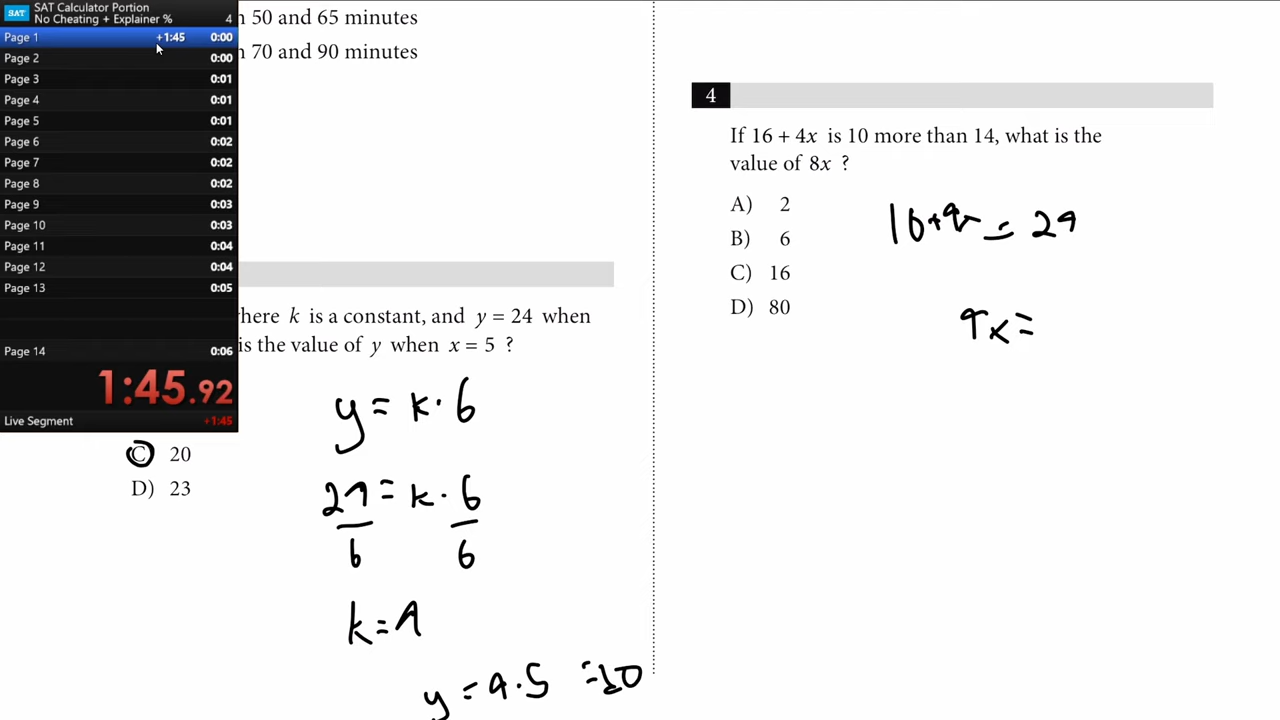 SAT SAT Calculator Portion
No Cheating + Explainer % 4
Page 1 +1:45 0:00
Page 2 0:00
Page 3 0:01
Page 4 0:01
Page 5 0:01
Page 6 0:02
Page 7 0:02
Page 8 0:02
Page 9 0:03
Page 10 0:03
Page 11 0:04
Page 12 0:04
Page 13 0:05
Page 14 0:06
1:45.92
Live Segment +1:45
n 50 and 65 minutes
n 70 and 90 minutes
here k is a constant, and y = 24 when
is the value of y when x = 5 ?
C 20
D) 23
y = k · 6
24 = k · 6
6 6
k = 4
y = 4 · 5 = 20
4
If 16 + 4x is 10 more than 14, what is the
value of 8x ?
A) 2
B) 6
C) 16
D) 80
16 + 4x = 24
4x =